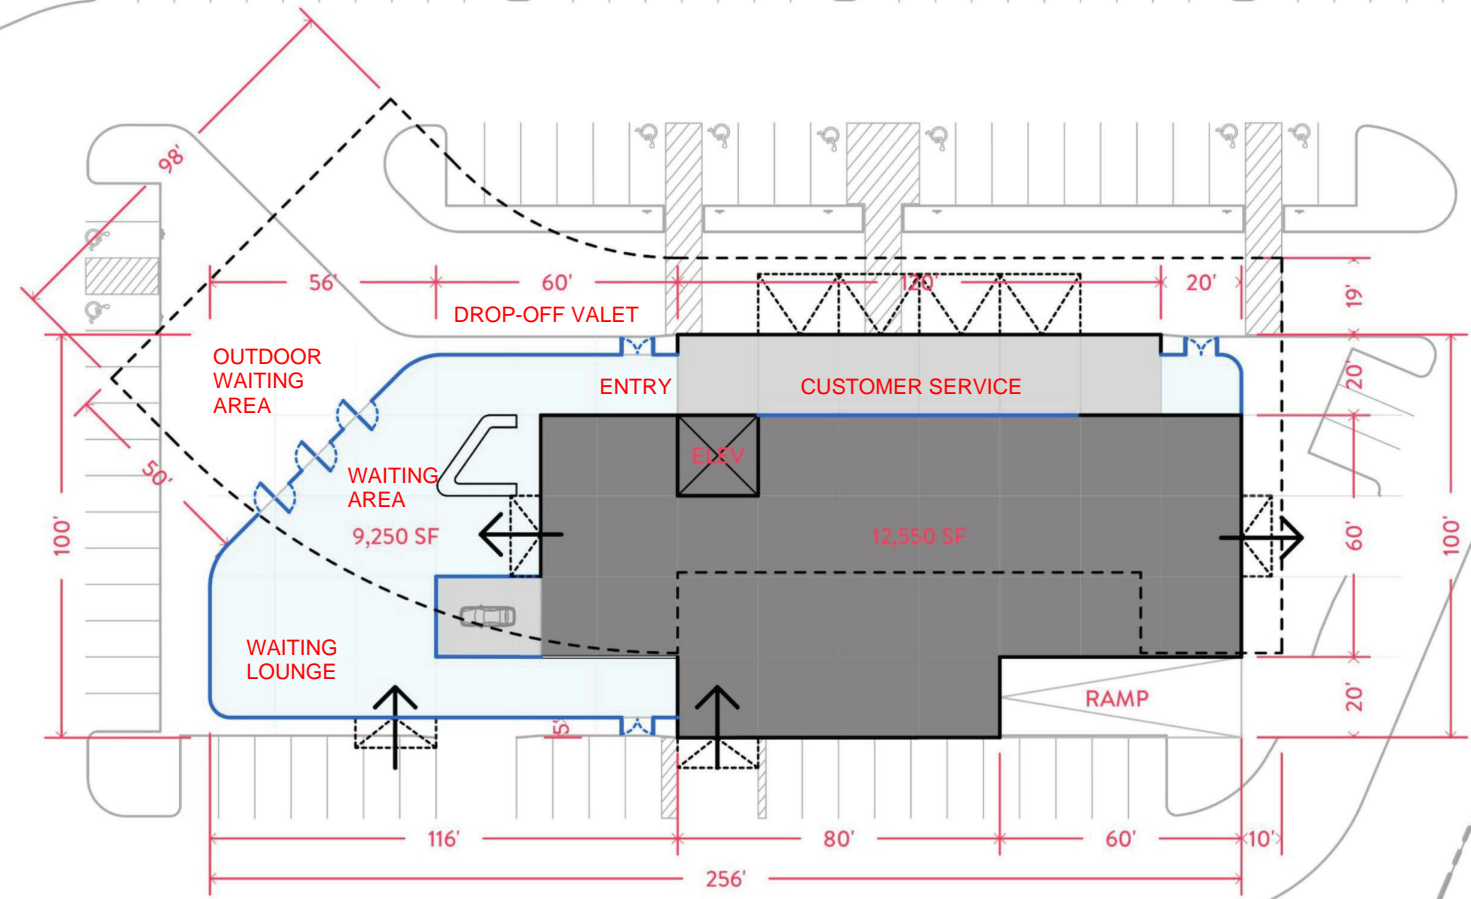 98'
56'
60'
120'
20'
19'
DROP-OFF VALET
OUTDOOR
WAITING
AREA
ENTRY
CUSTOMER SERVICE
20'
50'
WAITING
AREA
ELEV
100'
9,250 SF
12,550 SF
60'
100'
WAITING
LOUNGE
RAMP
20'
5'
116'
80'
60'
10'
256'